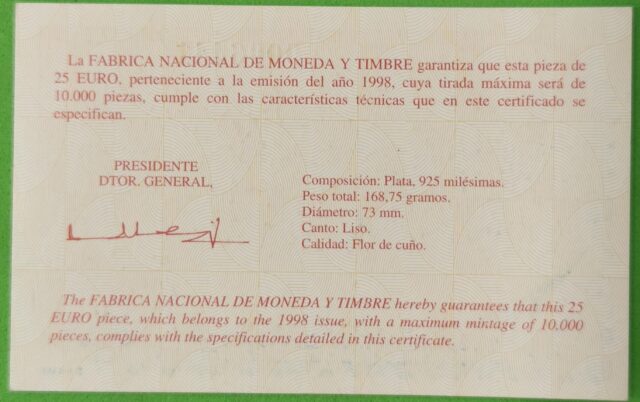 La FABRICA NACIONAL DE MONEDA Y TIMBRE garantiza que esta pieza de
25 EURO, perteneciente a la emisión del año 1998, cuya tirada máxima será de
10.000 piezas, cumple con las características técnicas que en este certificado se
especifican.
PRESIDENTE
DTOR. GENERAL,
Composición: Plata, 925 milésimas.
Peso total: 168,75 gramos.
Diámetro: 73 mm.
Canto: Liso.
Calidad: Flor de cuño.
The FABRICA NACIONAL DE MONEDA Y TIMBRE hereby guarantees that this 25
EURO piece, which belongs to the 1998 issue, with a maximum mintage of 10.000
pieces, complies with the specifications detailed in this certificate.